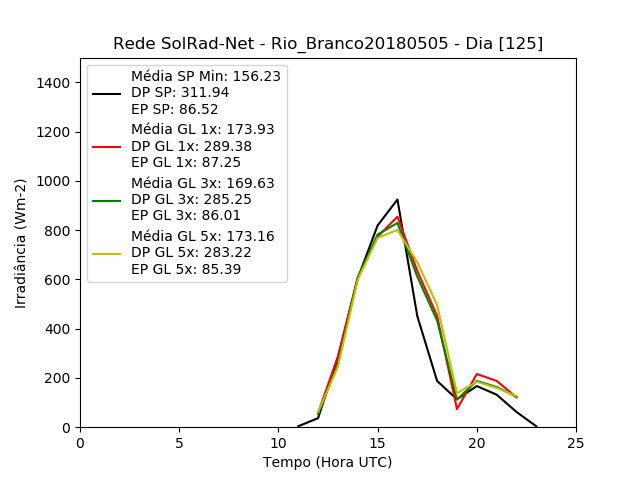 Rede SolRad-Net - Rio_Branco20180505 - Dia [125]
Média SP Min: 156.23
DP SP: 311.94
EP SP: 86.52
Média GL 1x: 173.93
DP GL 1x: 289.38
EP GL 1x: 87.25
Média GL 3x: 169.63
DP GL 3x: 285.25
EP GL 3x: 86.01
Média GL 5x: 173.16
DP GL 5x: 283.22
EP GL 5x: 85.39
Irradiância (Wm-2)
1400
1200
1000
800
600
400
200
0
0 5 10 15 20 25
Tempo (Hora UTC)